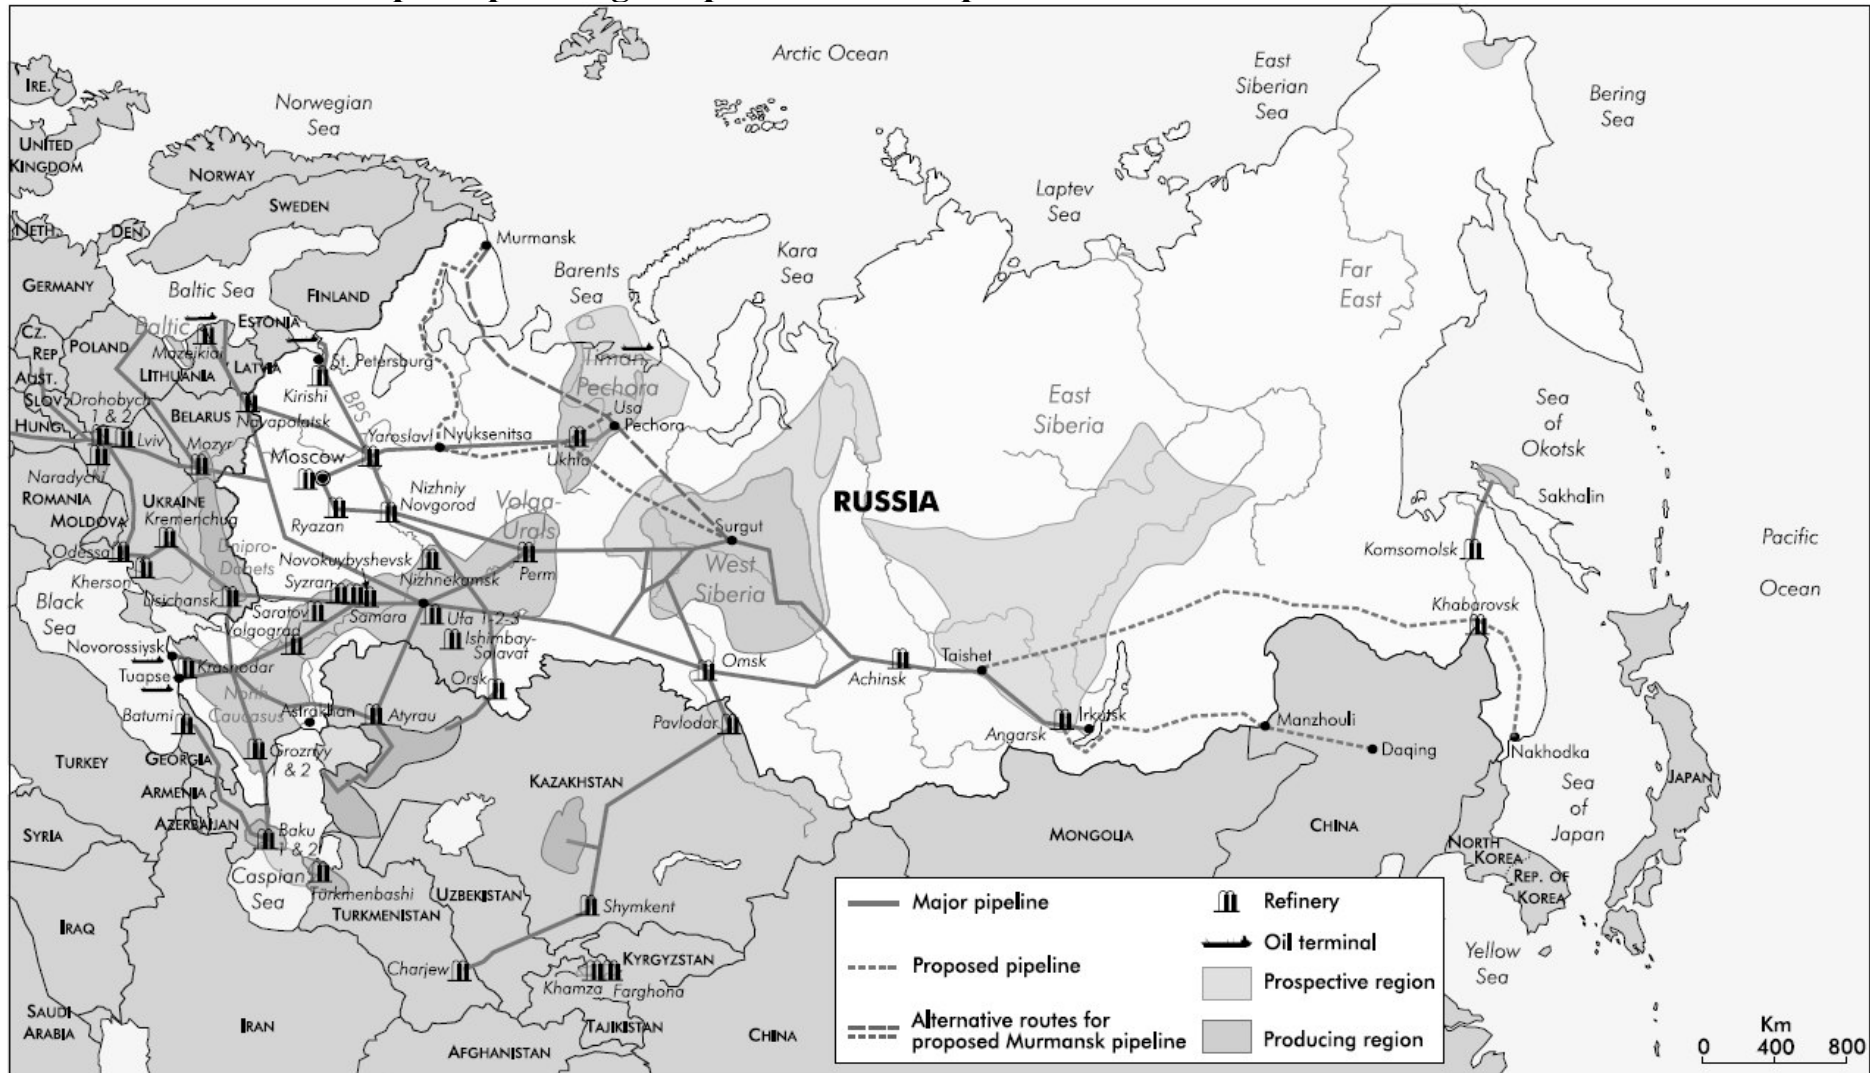 Arctic Ocean
East
Siberian
Sea
Bering
Sea
IRE.
Norwegian
Sea
UNITED
KINGDOM
NORWAY
Laptev
Sea
SWEDEN
NETH.
DEN.
Murmansk
Kara
Sea
Barents
Sea
Far
East
GERMANY
Baltic Sea
FINLAND
ESTONIA
Baltic
CZ.
REP
POLAND
Mazeikiai
St. Petersburg
Timan
Pechora
AUST.
LITHUANIA
LATVIA
SLOV.
Drohobych
1 & 2
Kirishi
BPS
East
Siberia
Sea
of
Okotsk
HUNG.
BELARUS
Navapolatsk
Usa
Pechora
Lviv
Mozyr
Yaroslavl
Nyuksenitsa
Ukhta
Moscow
Naradychi
ROMANIA
UKRAINE
Nizhniy
Novgorod
Volga-
Urals
RUSSIA
Sakhalin
MOLDOVA
Kremenchug
Ryazan
Surgut
Pacific
Ocean
Odessa
Dnipro-
Donets
Novokuybyshevsk
Perm
West
Siberia
Komsomolsk
Kherson
Syzran
Nizhnekamsk
Black
Sea
Lisichansk
Saratov
Samara
Ufa 1-2-3
Khabarovsk
Volgograd
Ishimbay-
Salavat
Novorossiysk
Krasnodar
Omsk
Achinsk
Taishet
Tuapse
North
Caucasus
Orsk
Batumi
Astrakhan
Atyrau
Pavlodar
Angarsk
Irkutsk
Manzhouli
Nakhodka
TURKEY
GEORGIA
Groznyy
1 & 2
Daqing
KAZAKHSTAN
JAPAN
ARMENIA
Sea
of
Japan
SYRIA
AZERBAIJAN
Baku
1 & 2
MONGOLIA
CHINA
NORTH
KOREA
Caspian
Sea
Turkmenbashi
UZBEKISTAN
REP. OF
KOREA
IRAQ
TURKMENISTAN
Shymkent
Charjew
KYRGYZSTAN
Khamza
Farghona
Yellow
Sea
SAUDI
ARABIA
IRAN
TAJIKISTAN
CHINA
AFGHANISTAN
Major pipeline
Refinery
Oil terminal
Proposed pipeline
Prospective region
Alternative routes for
proposed Murmansk pipeline
Producing region
Km
0 400 800